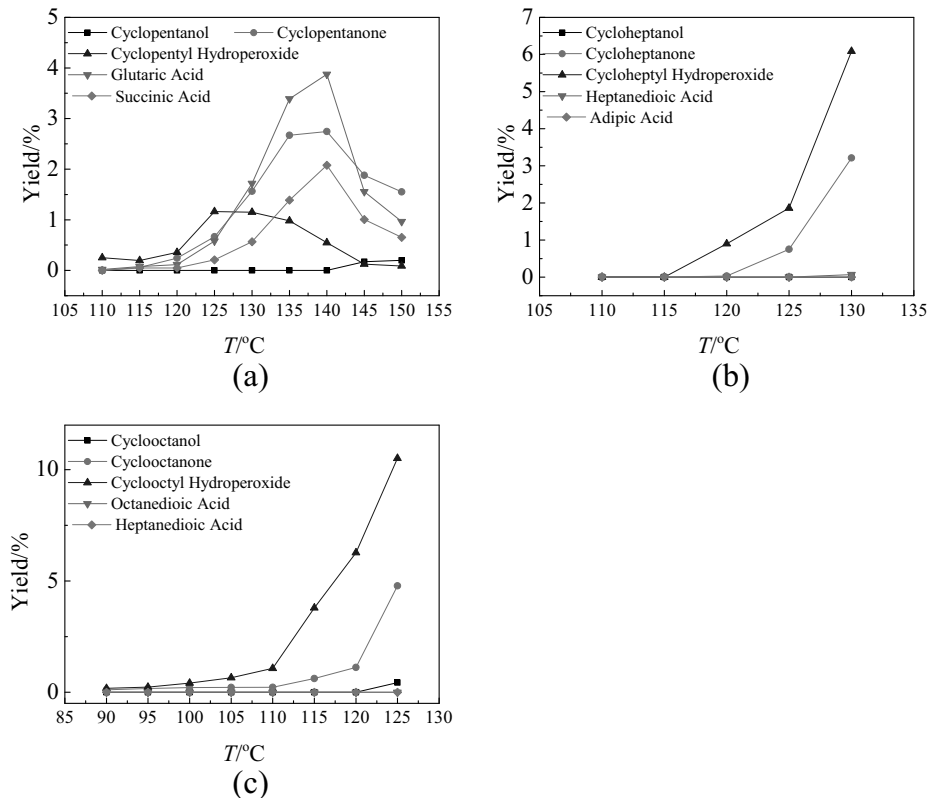 5
4
3
2
1
0
Yield/%
Cyclopentanol Cyclopentanone
Cyclopentyl Hydroperoxide
Glutaric Acid
Succinic Acid
105 110 115 120 125 130 135 140 145 150 155
T/°C
(a)
7
6
5
4
3
2
1
0
Yield/%
Cycloheptanol
Cycloheptanone
Cycloheptyl Hydroperoxide
Heptanedioic Acid
Adipic Acid
105 110 115 120 125 130 135
T/°C
(b)
10
5
0
Yield/%
Cyclooctanol
Cyclooctanone
Cyclooctyl Hydroperoxide
Octanedioic Acid
Heptanedioic Acid
85 90 95 100 105 110 115 120 125 130
T/°C
(c)